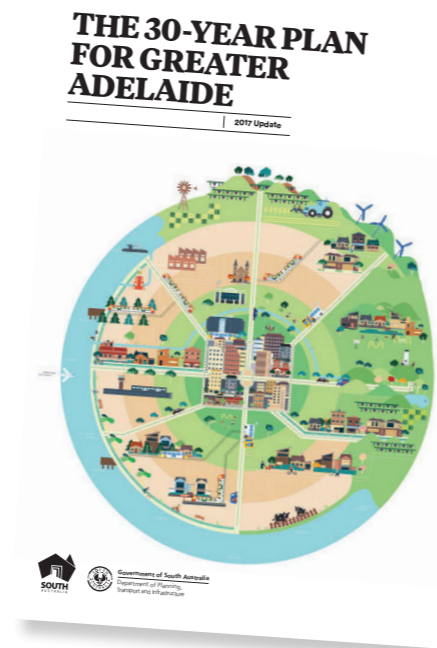 THE 30-YEAR PLAN
FOR GREATER
ADELAIDE
2017 Update
SOUTH
AUSTRALIA
Government of South Australia
Department of Planning,
Transport and Infrastructure